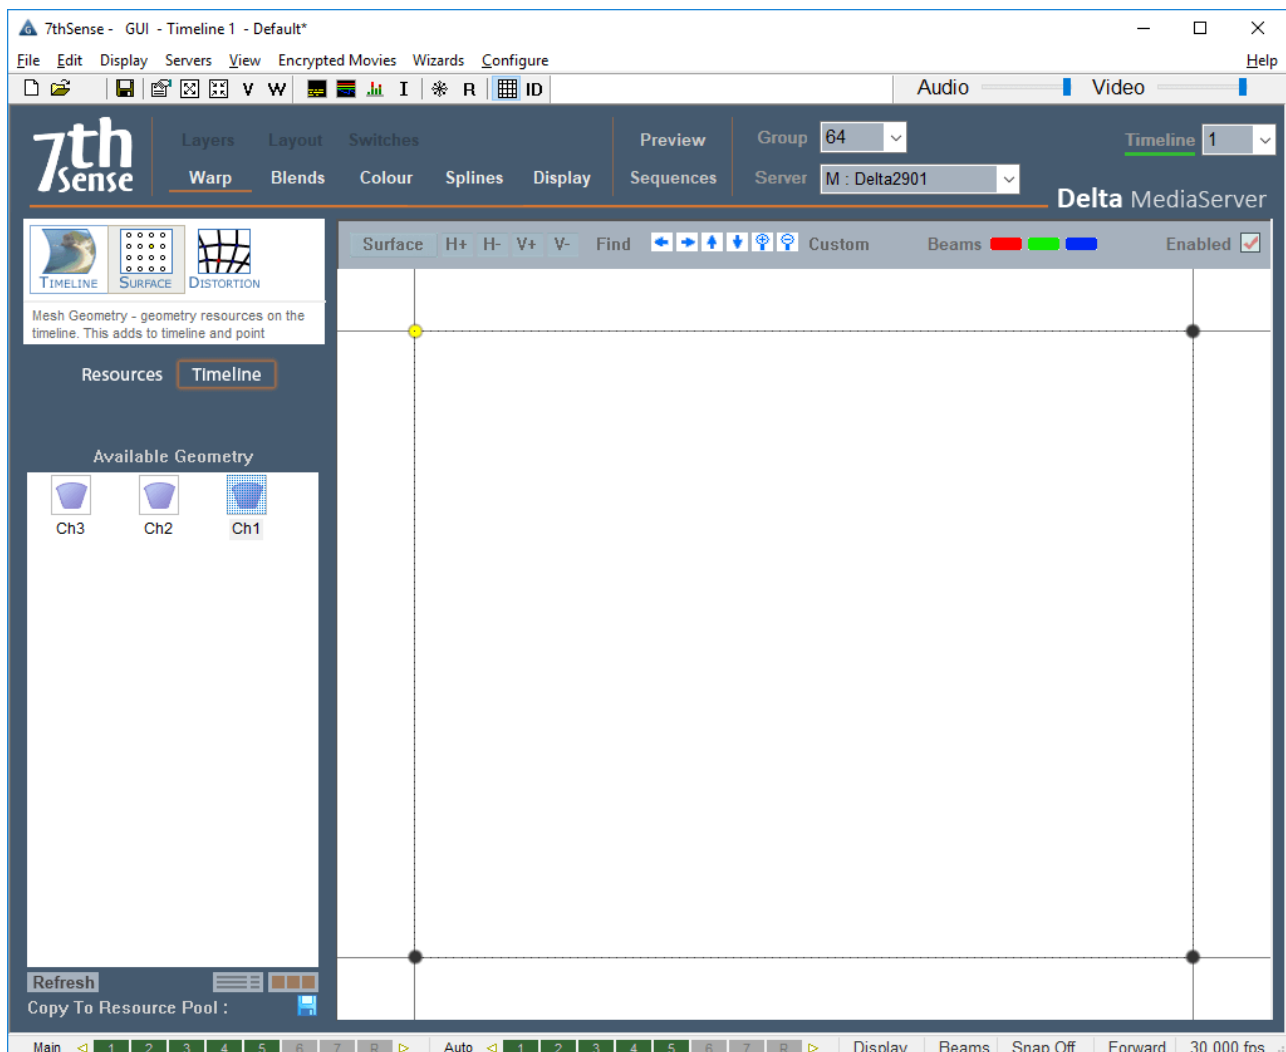 7thSense - GUI - Timeline 1 - Default*
File Edit Display Servers View Encrypted Movies Wizards Configure Help
V W I R ID Audio Video
7th Sense
Layers Layout Switches Preview Group 64 Timeline 1
Warp Blends Colour Splines Display Sequences Server M : Delta2901
Delta MediaServer
Surface H+ H- V+ V- Find Custom Beams Enabled
TIMELINE SURFACE DISTORTION
Mesh Geometry - geometry resources on the
timeline. This adds to timeline and point
Resources Timeline
Available Geometry
Ch3 Ch2 Ch1
Refresh
Copy To Resource Pool :
Main 1 2 3 4 5 6 7 R Auto 1 2 3 4 5 6 7 R Display Beams Snap Off Forward 30.000 fps